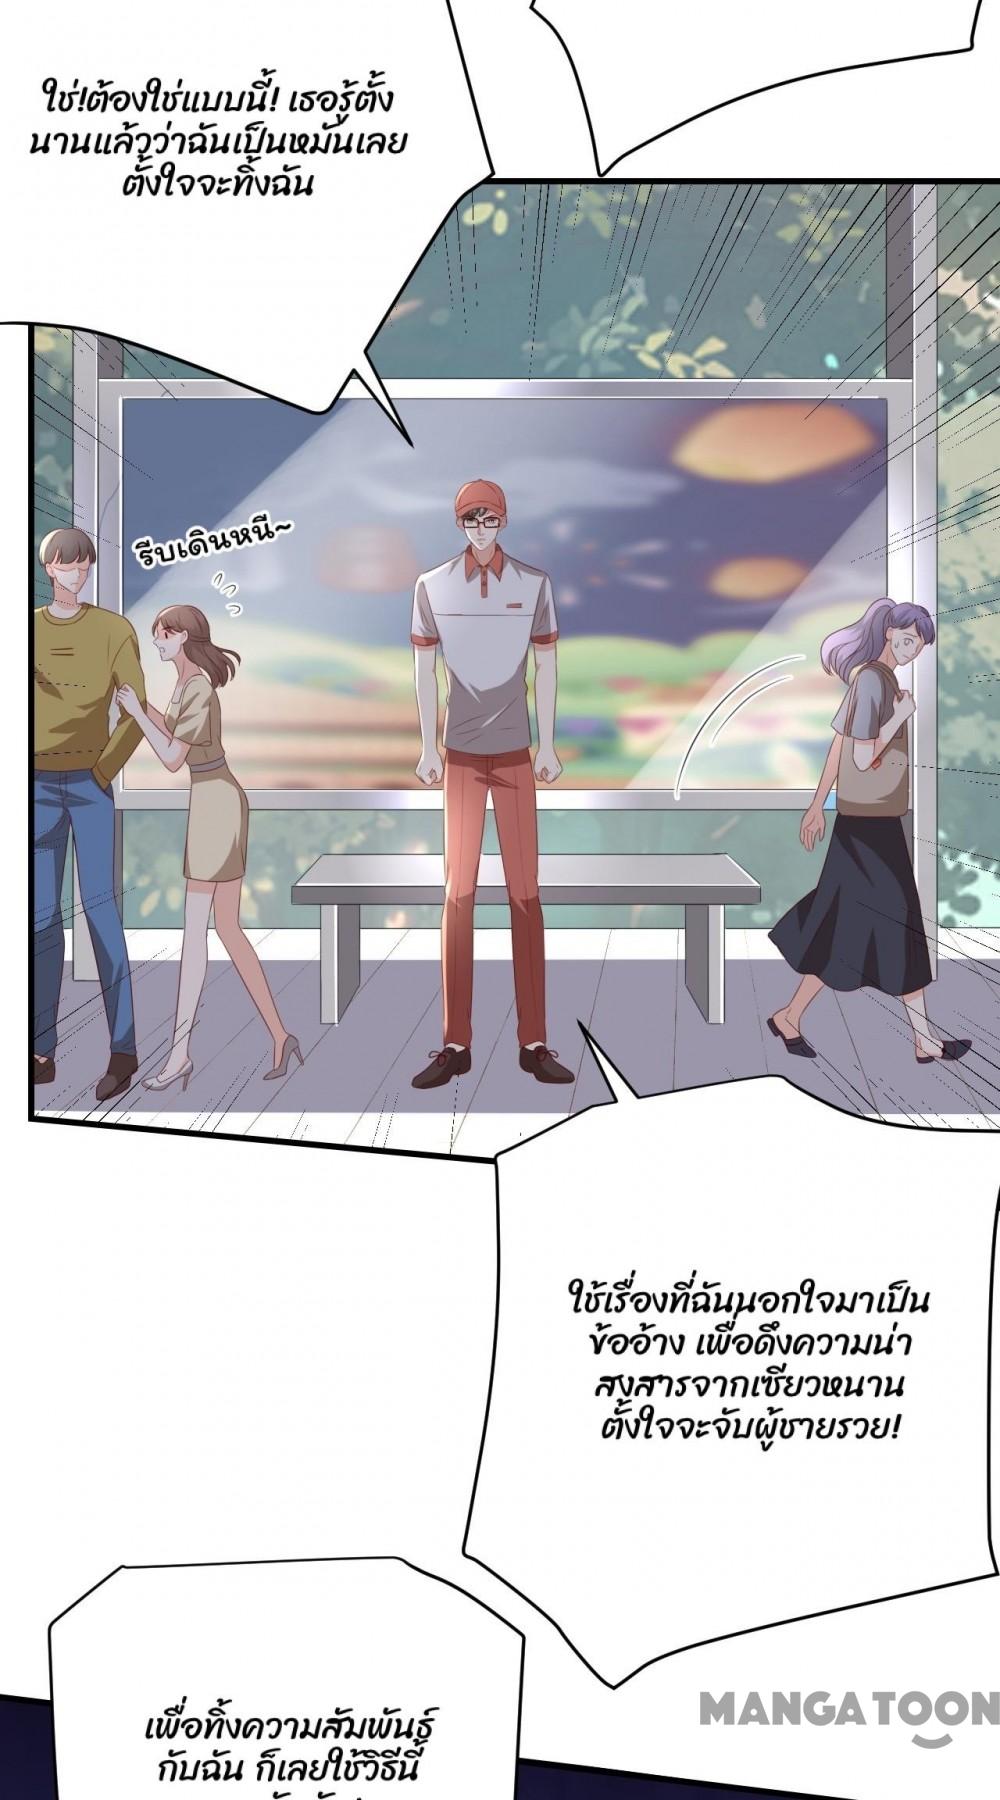 ใช่!ต้องใช่แบบนี้! เธอรู้ตั้ง
นานแล้วว่าฉันเป็นหมันเลย
ตั้งใจจะทิ้งฉัน
รีบเดินหนี~
ใช้เรื่องที่ฉันนอกใจมาเป็น
ข้ออ้าง เพื่อดึงความน่า
สงสารจากเซียวหนาน
ตั้งใจจะจับผู้ชายรวย!
เพื่อทิ้งความสัมพันธ์
กับฉัน ก็เลยใช้วิธีนี้
MANGATOON